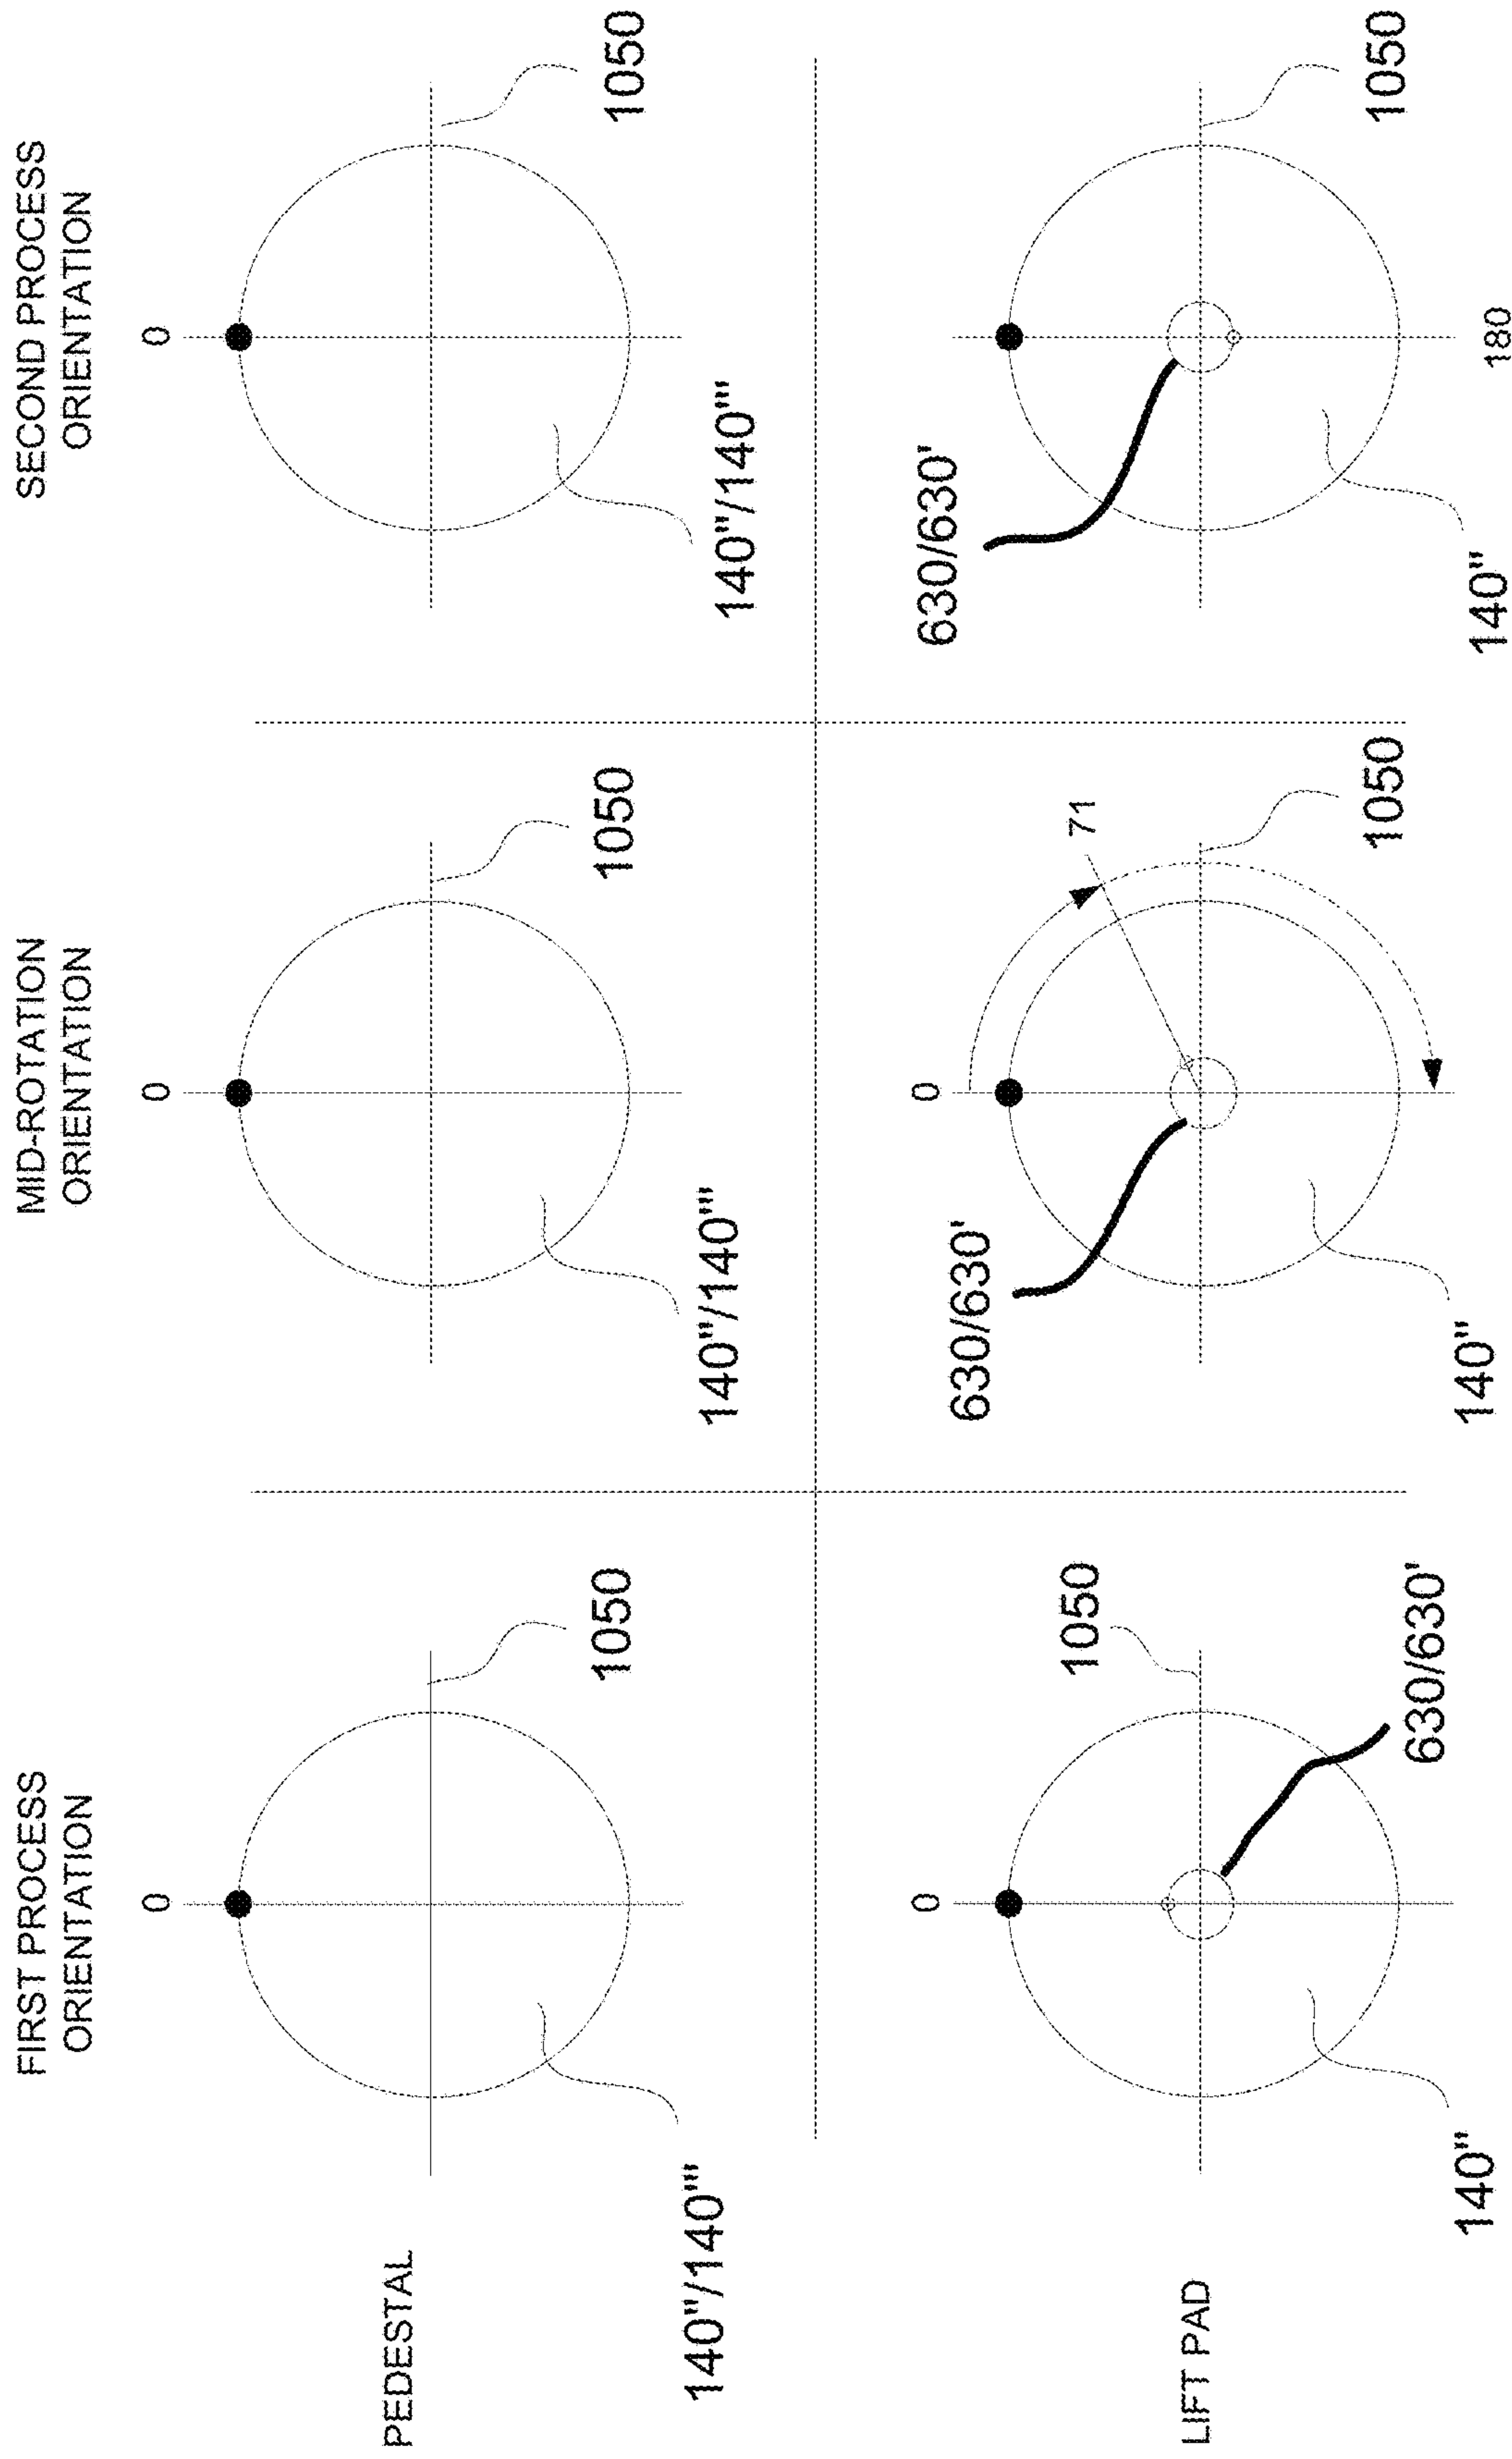 FIRST PROCESS
ORIENTATION
MID-ROTATION
ORIENTATION
SECOND PROCESS
ORIENTATION
0
0
0
PEDESTAL
1050
1050
1050
140"/140'"
140"/140'"
140"/140'"
0
0
630/630'
630/630'
1050
71
LIFT PAD
630/630'
1050
1050
140"
140"
140"
180